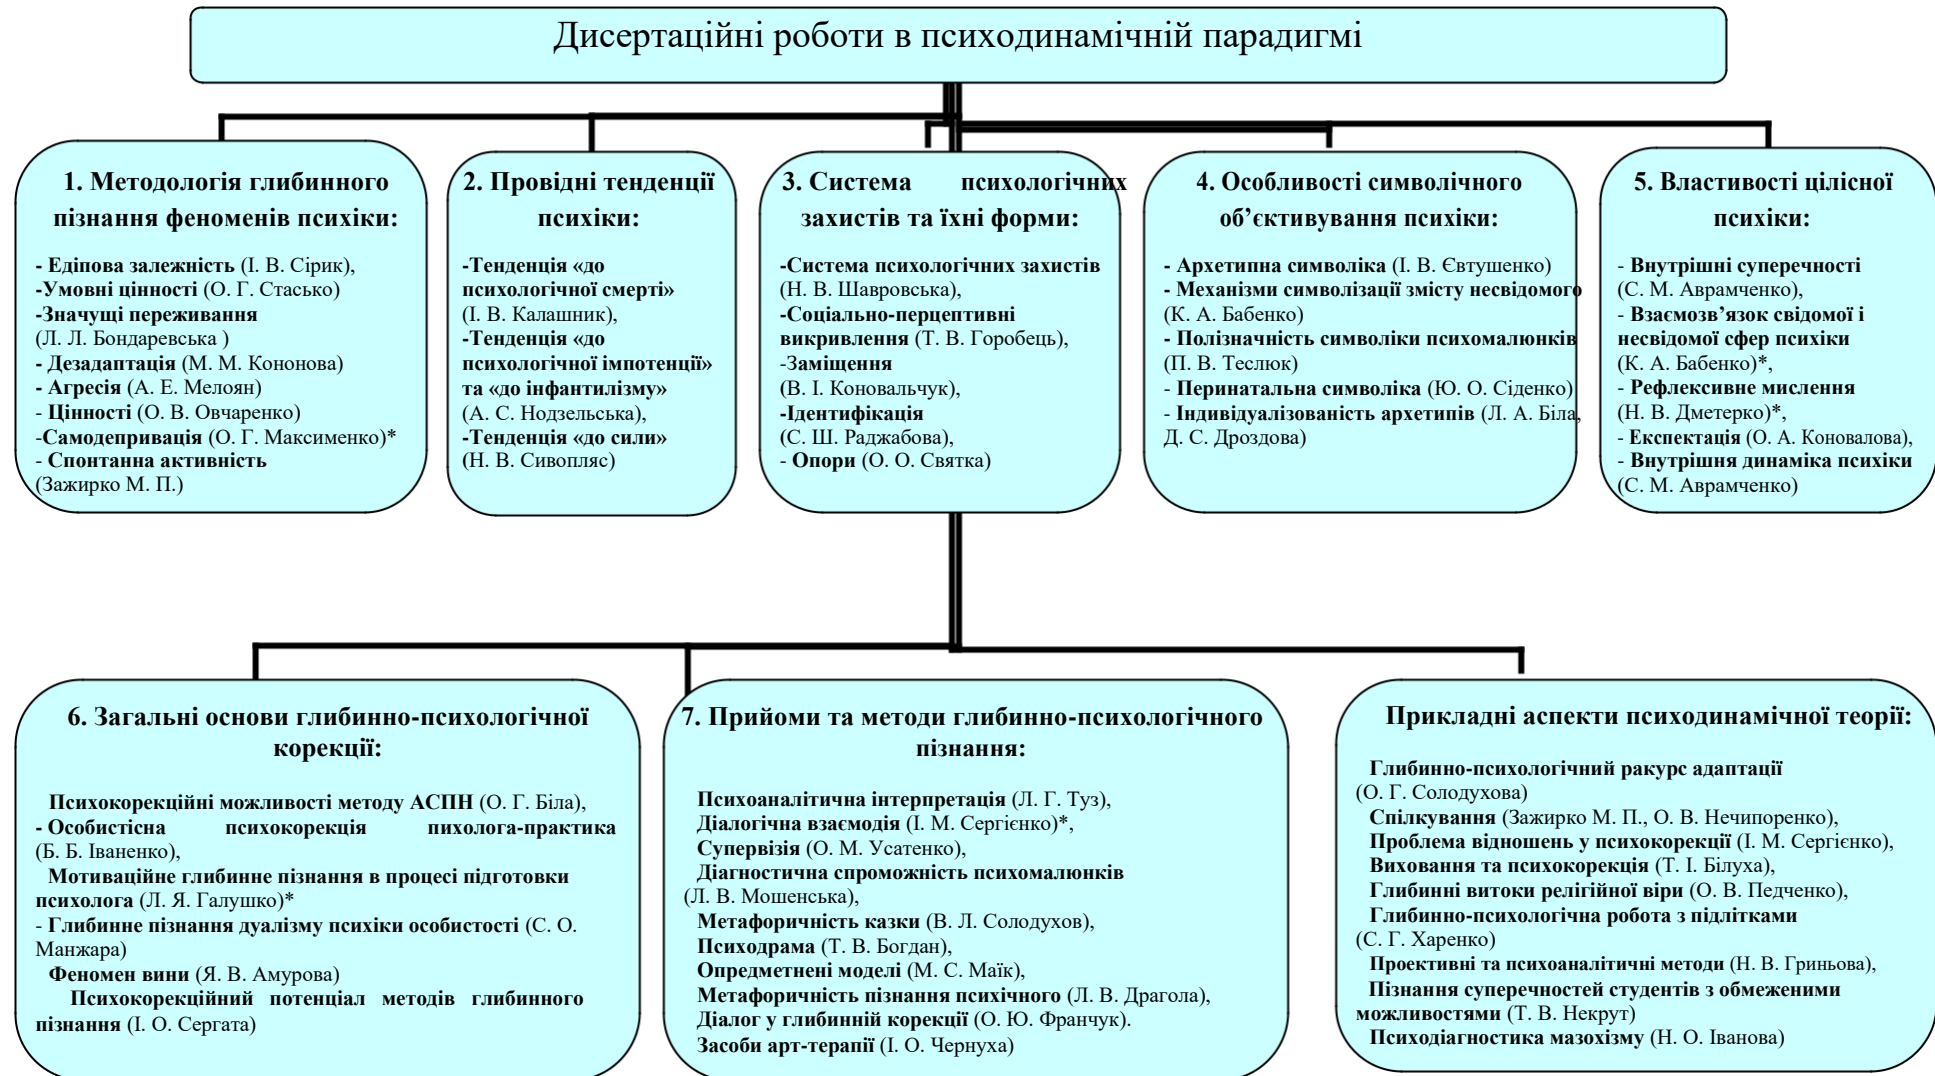 Дисертаційні роботи в психодинамічній парадигмі
1. Методологія глибинного
пізнання феноменів психіки:
- Едіпова залежність (І. В. Сірик),
-Умовні цінності (О. Г. Стасько)
-Значущі переживання
(Л. Л. Бондаревська )
- Дезадаптація (М. М. Кононова)
- Агресія (А. Е. Мелоян)
- Цінності (О. В. Овчаренко)
-Самодепривація (О. Г. Максименко)*
- Спонтанна активність
(Зажирко М. П.)
2. Провідні тенденції
психіки:
-Тенденція «до
психологічної смерті»
(І. В. Калашник),
-Тенденція «до
психологічної імпотенції»
та «до інфантилізму»
(А. С. Нодзельська),
-Тенденція «до сили»
(Н. В. Сивопляс)
3. Система психологічних
захистів та їхні форми:
-Система психологічних захистів
(Н. В. Шавровська),
-Соціально-перцептивні
викривлення (Т. В. Горобець),
-Заміщення
(В. І. Коновальчук),
-Ідентифікація
(С. Ш. Раджабова),
- Опори (О. О. Святка)
4. Особливості символічного
об’єктивування психіки:
- Архетипна символіка (І. В. Євтушенко)
- Механізми символізації змісту несвідомого
(К. А. Бабенко)
- Полізначність символіки психомалюнків
(П. В. Теслюк)
- Перинатальна символіка (Ю. О. Сіденко)
- Індивідуалізованість архетипів (Л. А. Біла,
Д. С. Дроздова)
5. Властивості цілісної
психіки:
- Внутрішні суперечності
(С. М. Аврамченко),
- Взаємозв'язок свідомої і
несвідомої сфер психіки
(К. А. Бабенко)*,
- Рефлексивне мислення
(Н. В. Дметерко)*,
- Експектація (О. А. Коновалова),
- Внутрішня динаміка психіки
(С. М. Аврамченко)
6. Загальні основи глибинно-психологічної
корекції:
Психокорекційні можливості методу АСПН (О. Г. Біла),
- Особистісна психокорекція пихолога-практика
(Б. Б. Іваненко),
Мотиваційне глибинне пізнання в процесі підготовки
психолога (Л. Я. Галушко)*
- Глибинне пізнання дуалізму психіки особистості (С. О.
Манжара)
Феномен вини (Я. В. Амурова)
Психокорекційний потенціал методів глибинного
пізнання (І. О. Сергата)
7. Прийоми та методи глибинно-психологічного
пізнання:
Психоаналітична інтерпретація (Л. Г. Туз),
Діалогічна взаємодія (І. М. Сергієнко)*,
Супервізія (О. М. Усатенко),
Діагностична спроможність психомалюнків
(Л. В. Мошенська),
Метафоричність казки (В. Л. Солодухов),
Психодрама (Т. В. Богдан),
Опредметнені моделі (М. С. Маїк),
Метафоричність пізнання психічного (Л. В. Драгола),
Діалог у глибинній корекції (О. Ю. Франчук).
Засоби арт-терапії (І. О. Чернуха)
Прикладні аспекти психодинамічної теорії:
Глибинно-психологічний ракурс адаптації
(О. Г. Солодухова)
Спілкування (Зажирко М. П., О. В. Нечипоренко),
Проблема відношень у психокорекції (І. М. Сергієнко),
Виховання та психокорекція (Т. І. Білуха),
Глибинні витоки релігійної віри (О. В. Педченко),
Глибинно-психологічна робота з підлітками
(С. Г. Харенко)
Проективні та психоаналітичні методи (Н. В. Гриньова),
Пізнання суперечностей студентів з обмеженими
можливостями (Т. В. Некрут)
Психодіагностика мазохізму (Н. О. Іванова)